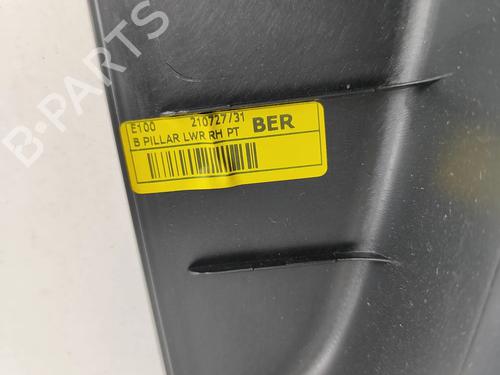 E100 210727/31 BER
B PILLAR LWR RH PT
B-PARTS